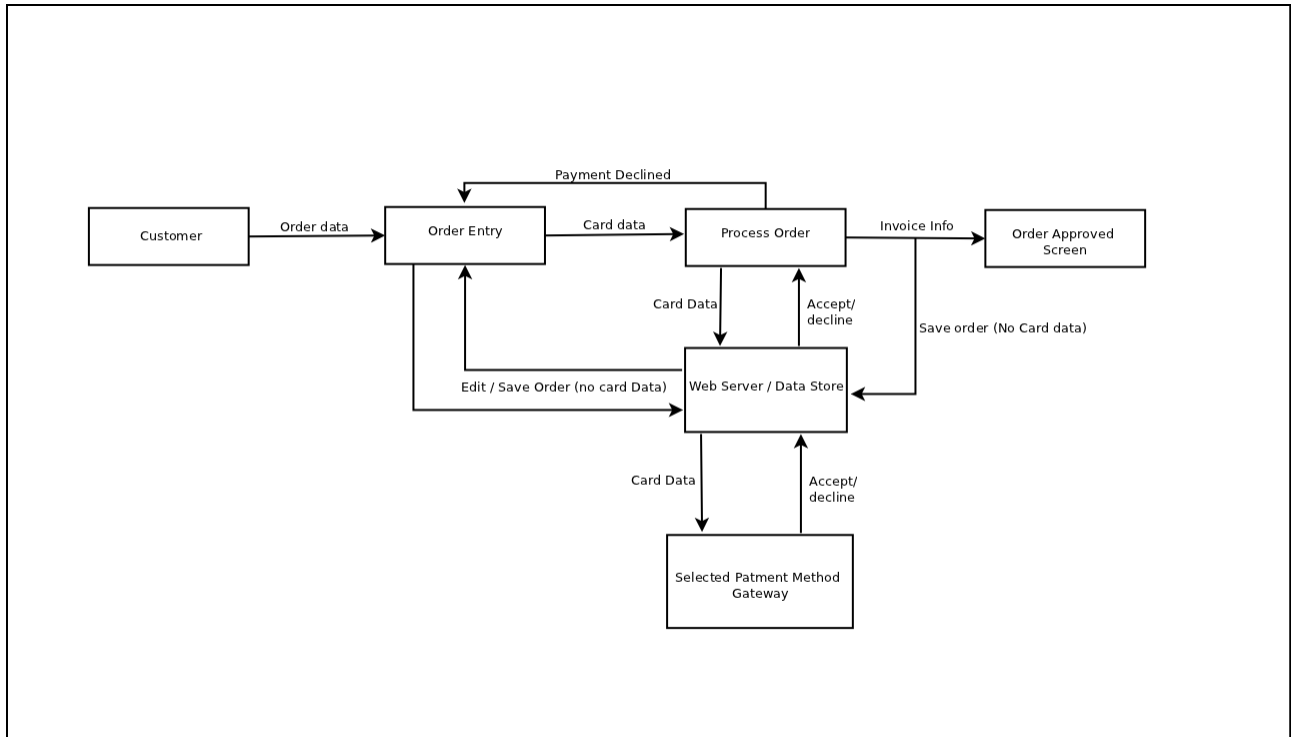 Payment Declined
Customer
Order data
Order Entry
Card data
Process Order
Invoice Info
Order Approved
Screen
Card Data
Accept/
decline
Save order (No Card data)
Edit / Save Order (no card Data)
Web Server / Data Store
Card Data
Accept/
decline
Selected Patment Method
Gateway